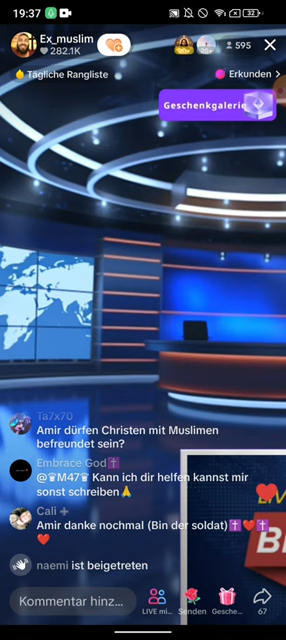 19:37
Ex_muslim
282.1K
595
Tägliche Rangliste
Erkunden >
Geschenkgalerie
Ta7x70
Amir dürfen Christen mit Muslimen
befreundet sein?
Embrace God✝️
@♛M47♛ Kann ich dir helfen kannst mir
sonst schreiben🙏
Cali ✚
Amir danke nochmal (Bin der soldat)✝️❤️✝️
❤️
naemi ist beigetreten
Kommentar hinz...
LIVE mi...
Senden
Gesche...
67